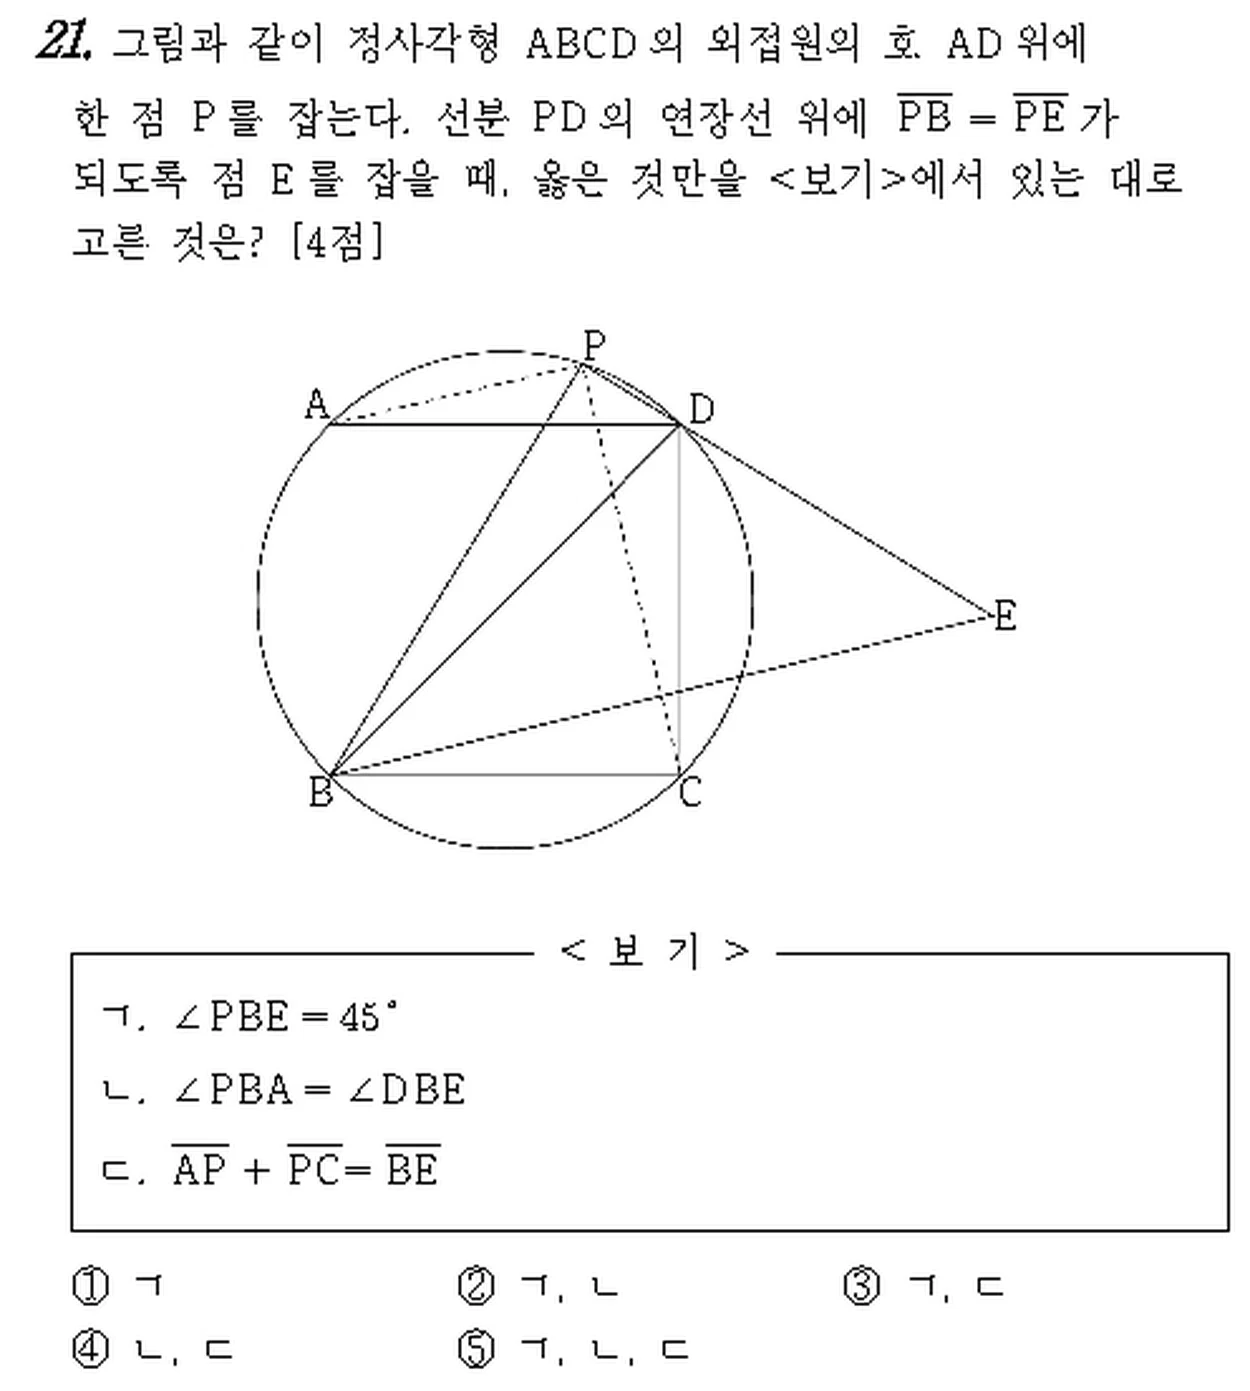 21. 그림과 같이 정사각형 ABCD의 외접원의 호 AD 위에
한 점 P를 잡는다. 선분 PD의 연장선 위에 PB = PE가
되도록 점 E를 잡을 때, 옳은 것만을 <보기>에서 있는 대로
고른 것은? [4점]
P
A
D
E
B
C
< 보 기 >
ㄱ. ∠PBE = 45°
ㄴ. ∠PBA = ∠DBE
ㄷ. AP + PC= BE
① ㄱ ② ㄱ, ㄴ ③ ㄱ, ㄷ
④ ㄴ, ㄷ ⑤ ㄱ, ㄴ, ㄷ